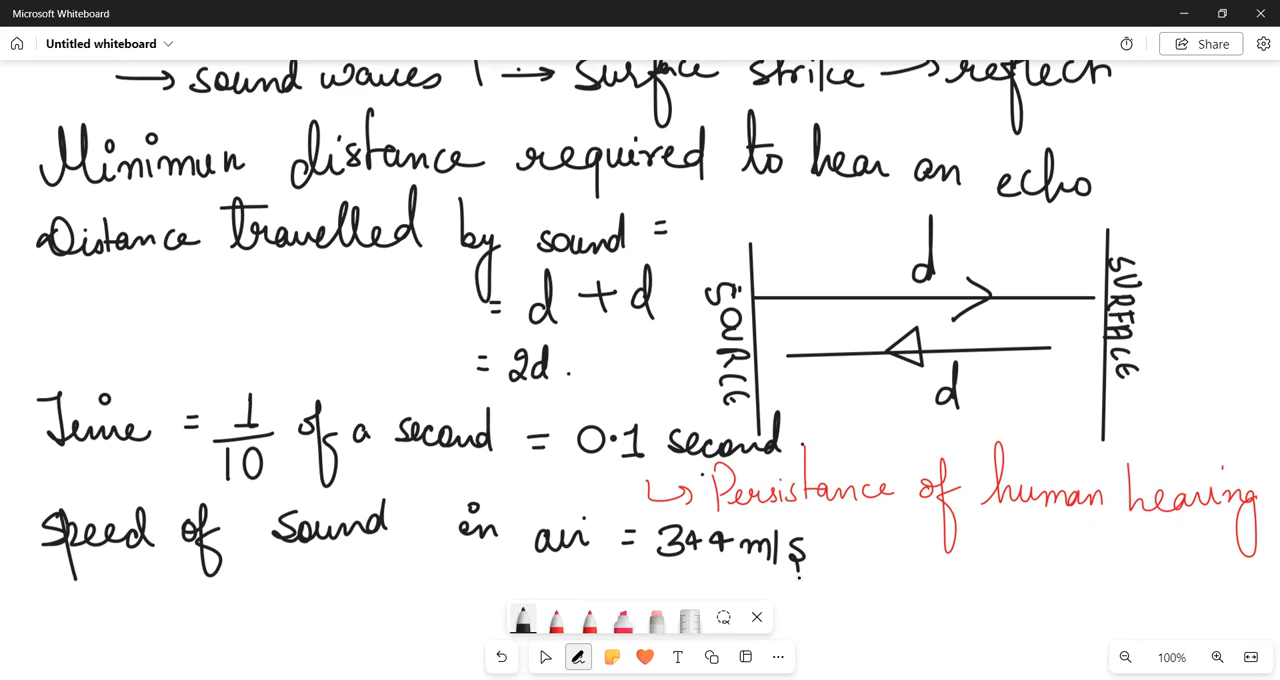 Microsoft Whiteboard
Untitled whiteboard
Share
→ sound waves → surface strike → reflect
Minimun distance required to hear an echo
Distance travelled by sound =
= d + d
= 2d.
d
SOURCE
SURFACE
d
Time = 1/10 of a second = 0.1 second
↳ Persistance of human hearing
speed of sound in air = 344 m/s
100%